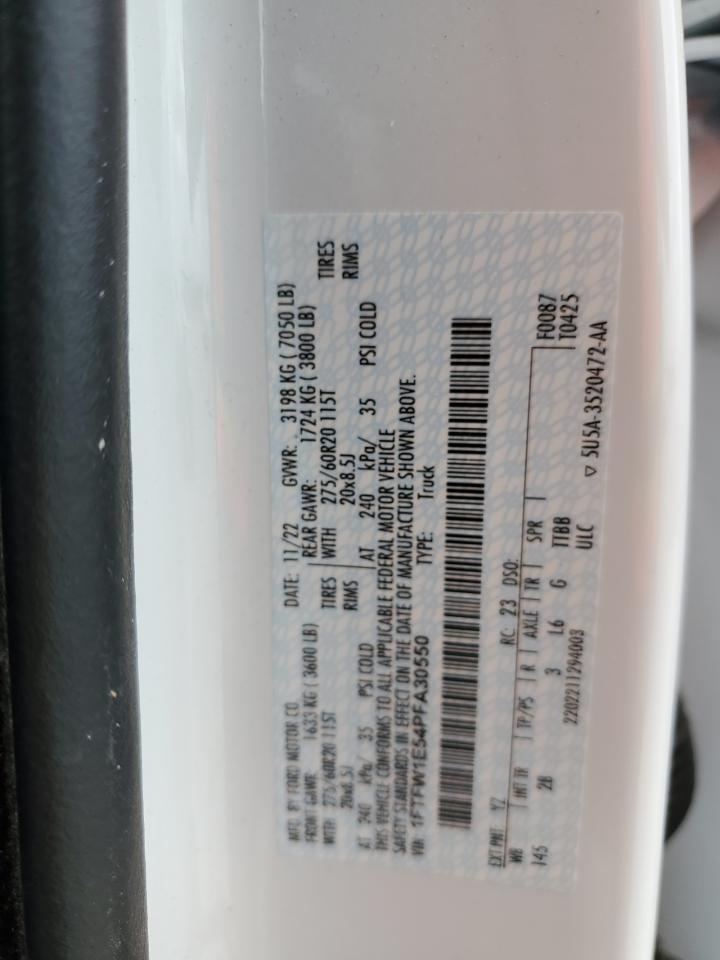 MFD. BY FORD MOTOR CO. DATE: 11/22 GVWR: 3198 KG ( 7050 LB)
FRONT GAWR: 1633 KG ( 3600 LB) REAR GAWR: 1724 KG ( 3800 LB)
WITH 275/60R20 115T TIRES WITH 275/60R20 115T TIRES
20x8.5J RIMS 20x8.5J RIMS
AT 240 kPa/ 35 PSI COLD AT 240 kPa/ 35 PSI COLD
THIS VEHICLE CONFORMS TO ALL APPLICABLE FEDERAL MOTOR VEHICLE
SAFETY STANDARDS IN EFFECT ON THE DATE OF MANUFACTURE SHOWN ABOVE.
VIN: 1FTFW1E54PFA30550 TYPE: Truck
EXT PNT: YZ RC: 23 DSO:
WB INT TR TP/PS R AXLE TR SPR F0087
145 2B 3 L6 G TTBB T0425
ULC
2202211294003 ▽ 5U5A-3520472-AA